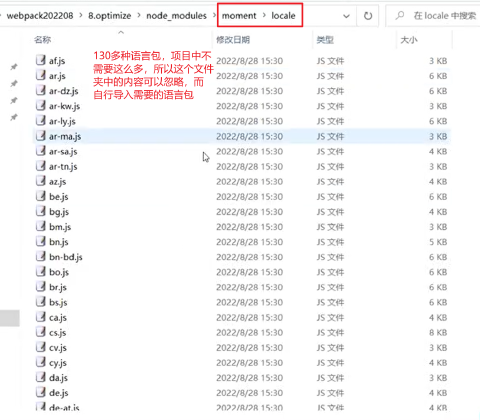 webpack202208 > 8.optimize > node_modules > moment > locale
在 locale 中搜索
名称 修改日期 类型 大小
130多种语言包，项目中不
需要这么多，所以这个文件
夹中的内容可以忽略，而
自行导入需要的语言包
af.js 2022/8/28 15:30 JS 文件 3 KB
ar.js 2022/8/28 15:30 JS 文件 6 KB
ar-dz.js 2022/8/28 15:30 JS 文件 6 KB
ar-kw.js 2022/8/28 15:30 JS 文件 3 KB
ar-ly.js 2022/8/28 15:30 JS 文件 6 KB
ar-ma.js 2022/8/28 15:30 JS 文件 3 KB
ar-sa.js 2022/8/28 15:30 JS 文件 4 KB
ar-tn.js 2022/8/28 15:30 JS 文件 3 KB
az.js 2022/8/28 15:30 JS 文件 4 KB
be.js 2022/8/28 15:30 JS 文件 6 KB
bg.js 2022/8/28 15:30 JS 文件 4 KB
bm.js 2022/8/28 15:30 JS 文件 3 KB
bn.js 2022/8/28 15:30 JS 文件 5 KB
bn-bd.js 2022/8/28 15:30 JS 文件 6 KB
bo.js 2022/8/28 15:30 JS 文件 6 KB
br.js 2022/8/28 15:30 JS 文件 6 KB
bs.js 2022/8/28 15:30 JS 文件 6 KB
ca.js 2022/8/28 15:30 JS 文件 4 KB
cs.js 2022/8/28 15:30 JS 文件 8 KB
cv.js 2022/8/28 15:30 JS 文件 3 KB
cy.js 2022/8/28 15:30 JS 文件 4 KB
da.js 2022/8/28 15:30 JS 文件 3 KB
de.js 2022/8/28 15:30 JS 文件 4 KB
de-at.js 2022/8/28 15:30 JS 文件 4 KB